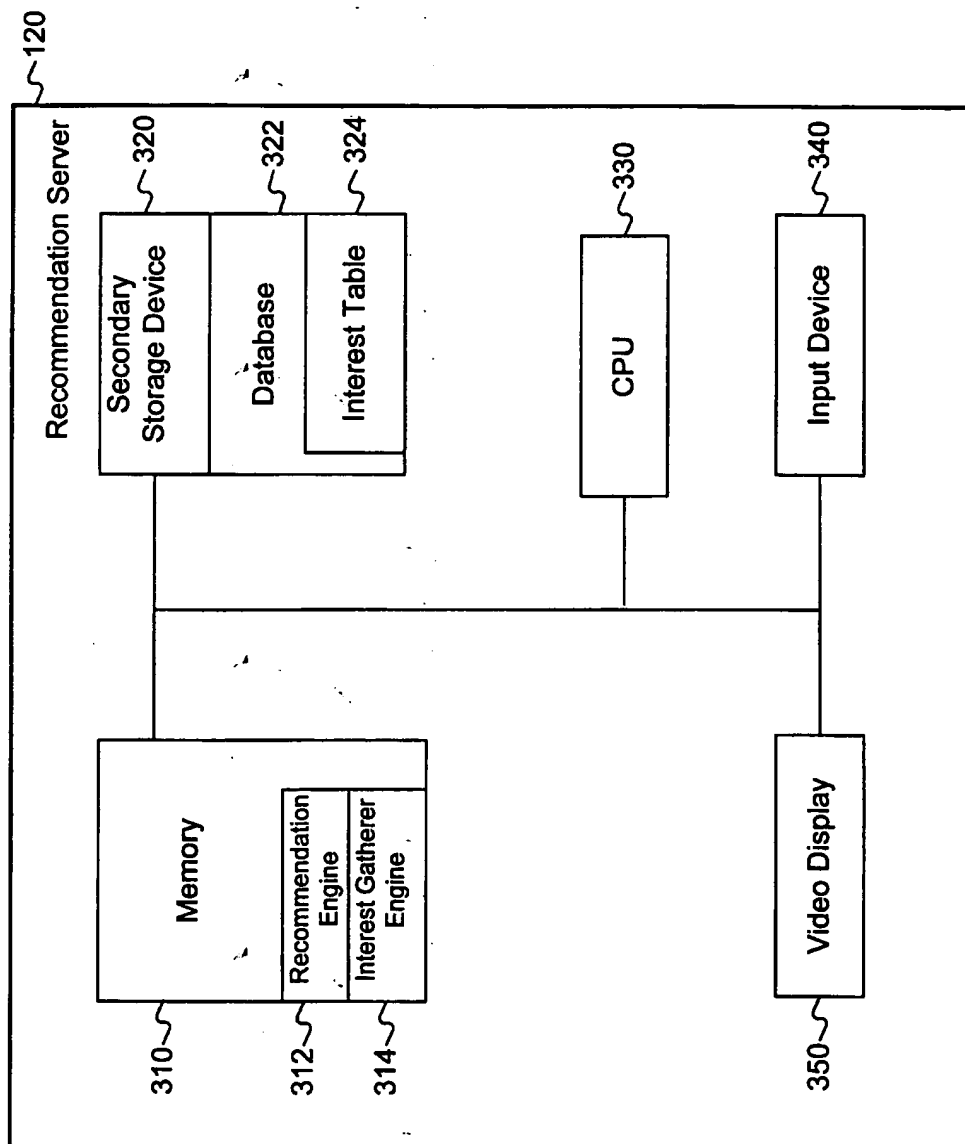 Recommendation Server
120
Memory
Recommendation
Engine
Interest Gatherer
Engine
310
312
314
Secondary
Storage Device
Database
Interest Table
320
322
324
CPU
330
Video Display
350
Input Device
340